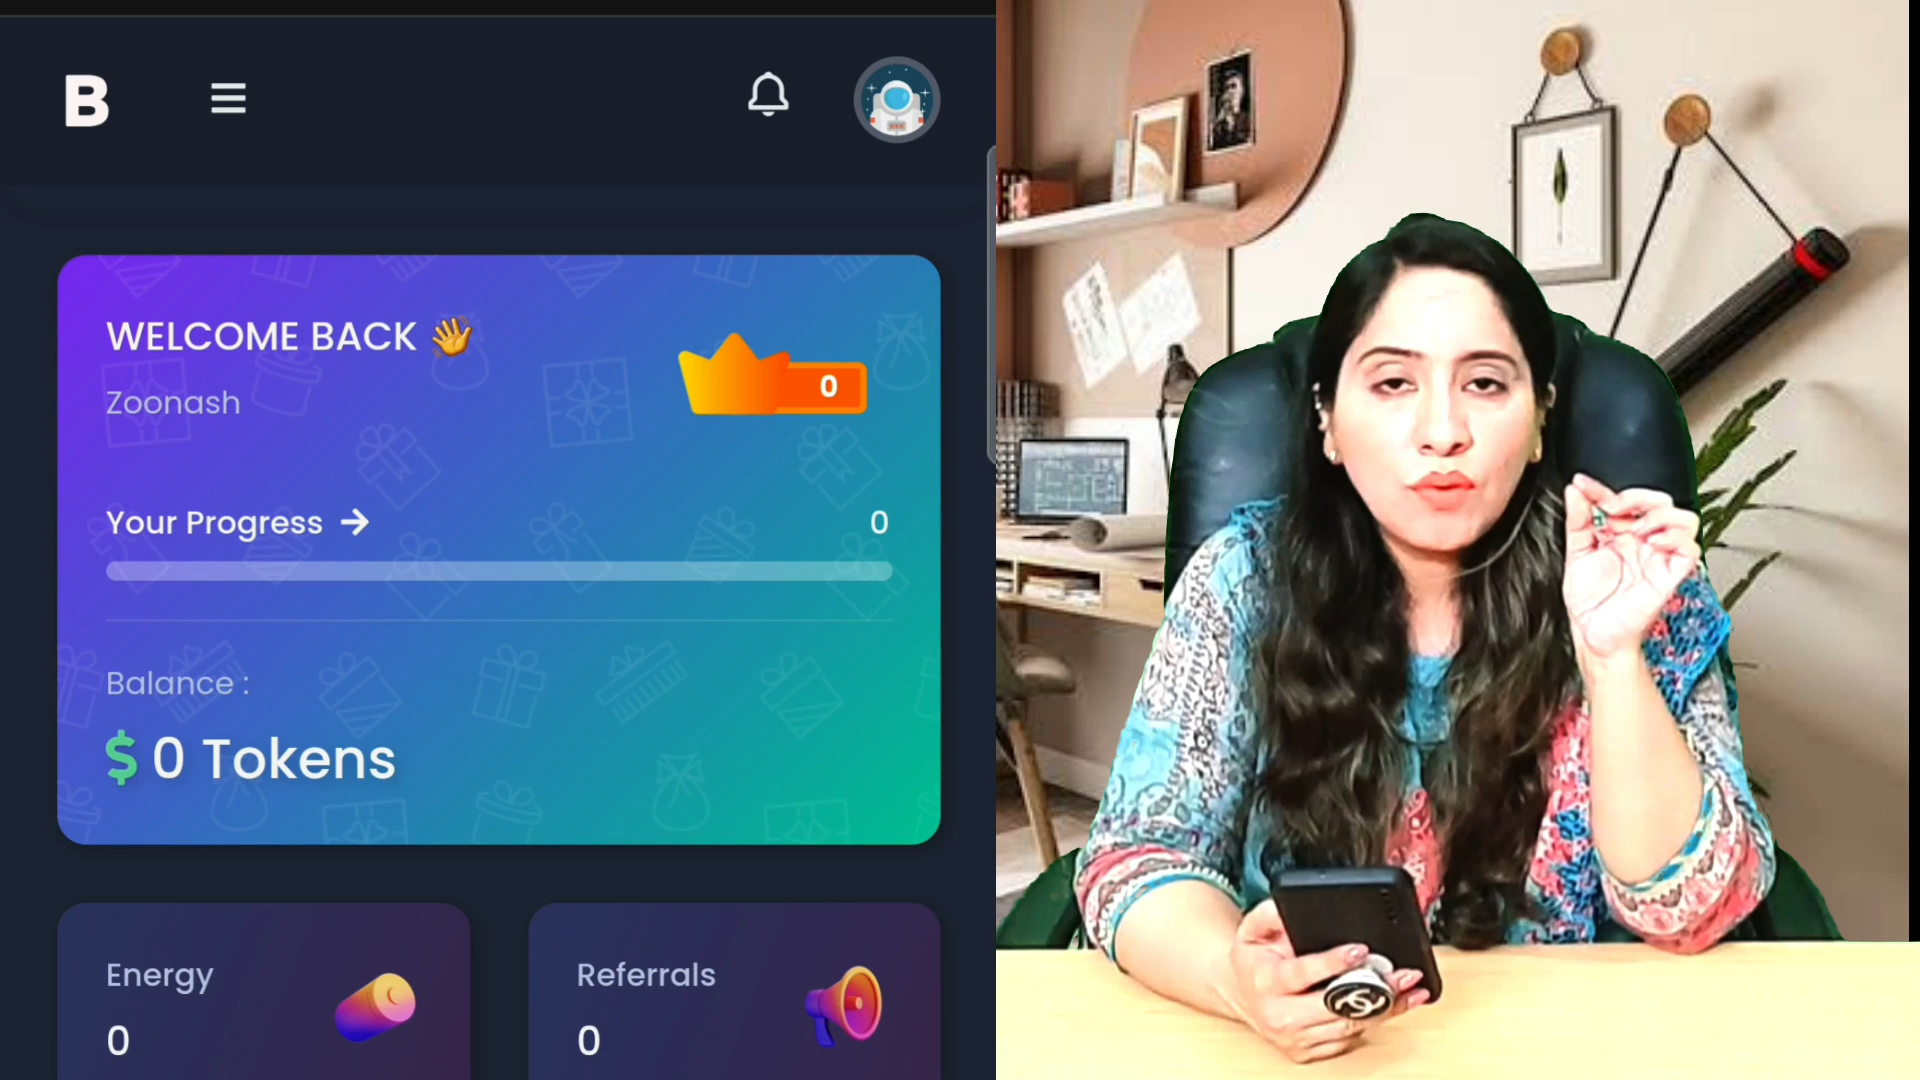 B
WELCOME BACK 👋
0
Zoonash
Your Progress → 0
Balance :
$ 0 Tokens
Energy
0
Referrals
0